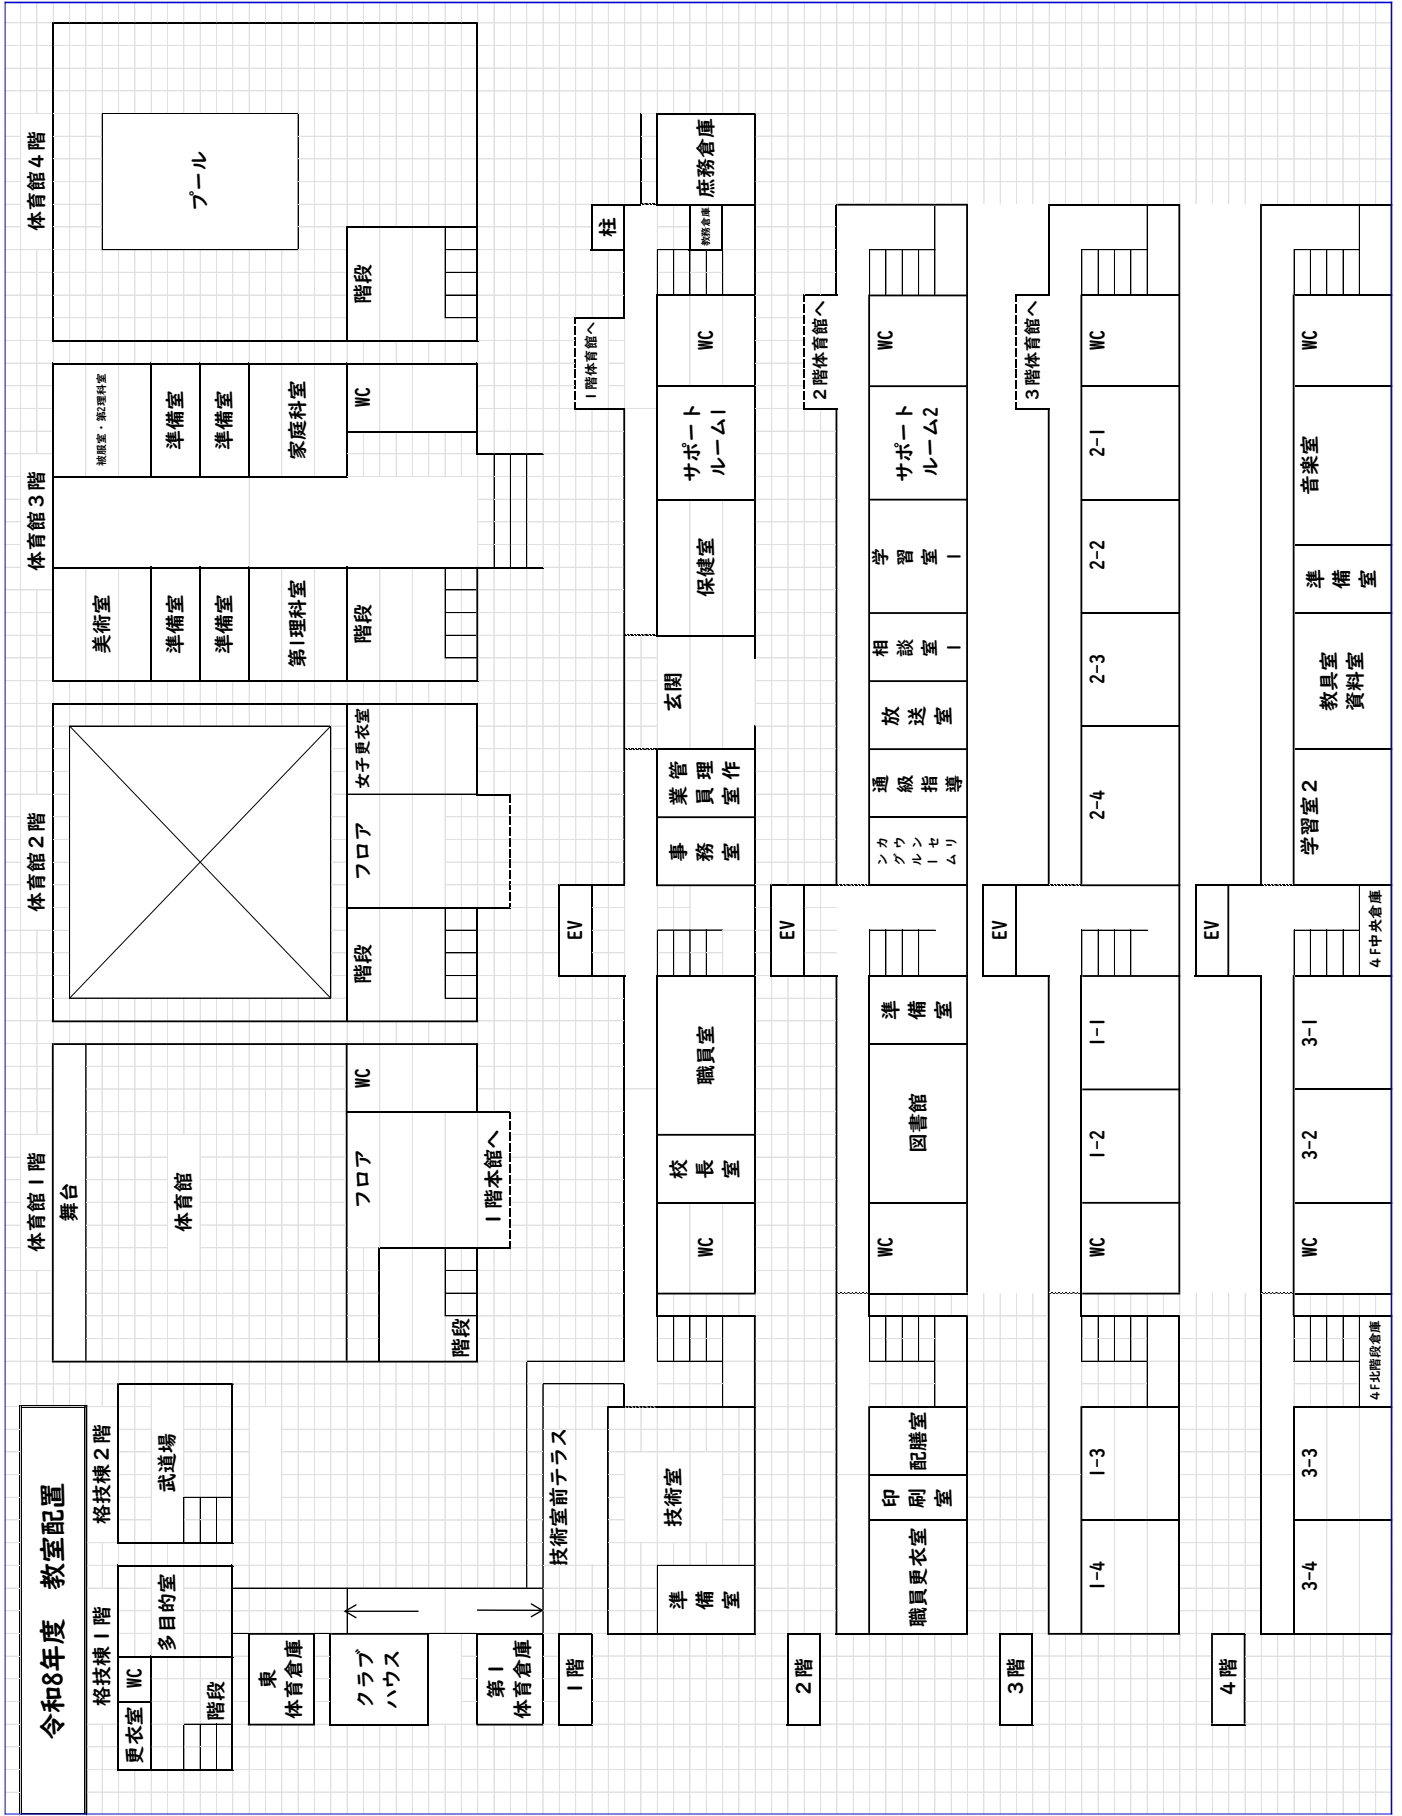 令和8年度　教室配置
格技棟1階
更衣室
WC
多目的室
階段
格技棟2階
武道場
体育館1階
舞台
体育館
WC
フロア
1階本館へ
階段
体育館2階
女子更衣室
フロア
階段
体育館3階
美術室
準備室
準備室
第1理科室
階段
被服室・第2理科室
準備室
準備室
家庭科室
WC
体育館4階
プール
階段
東
体育倉庫
クラブ
ハウス
第1
体育倉庫
1階
技術室前テラス
準備室
技術室
WC
校長室
職員室
EV
事務室
管理作業員室
玄関
保健室
サポート
ルーム1
WC
1階体育館へ
柱
教務倉庫
庶務倉庫
2階
職員更衣室
印刷室
配膳室
WC
図書館
準備室
EV
カウンセリングルーム
通級指導
放送室
相談室1
学習室1
サポート
ルーム2
WC
2階体育館へ
3階
1-4
1-3
WC
1-2
1-1
EV
2-4
2-3
2-2
2-1
WC
3階体育館へ
4階
3-4
3-3
4F北階段倉庫
WC
3-2
3-1
EV
4F中央倉庫
学習室2
教具室
資料室
準備室
音楽室
WC